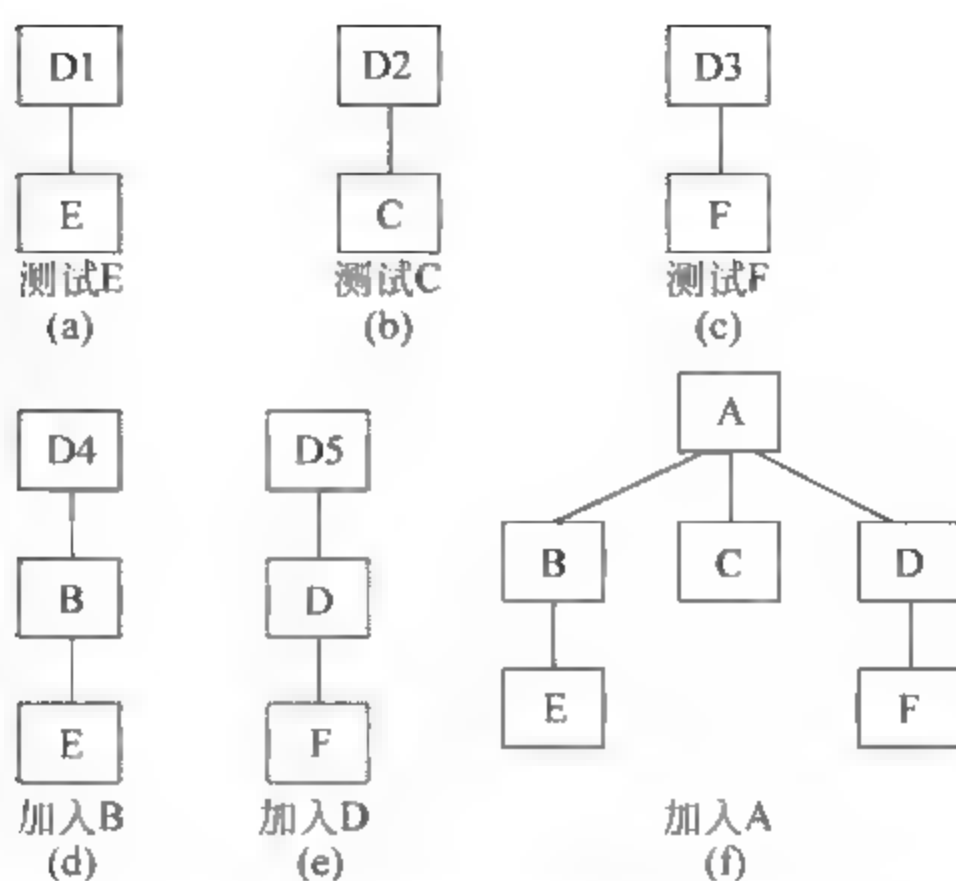 D1 D2 D3
E C F
测试E 测试C 测试F
(a) (b) (c)
A
D4 D5
B D B C D
E F E F
加入B 加入D 加入A
(d) (e) (f)